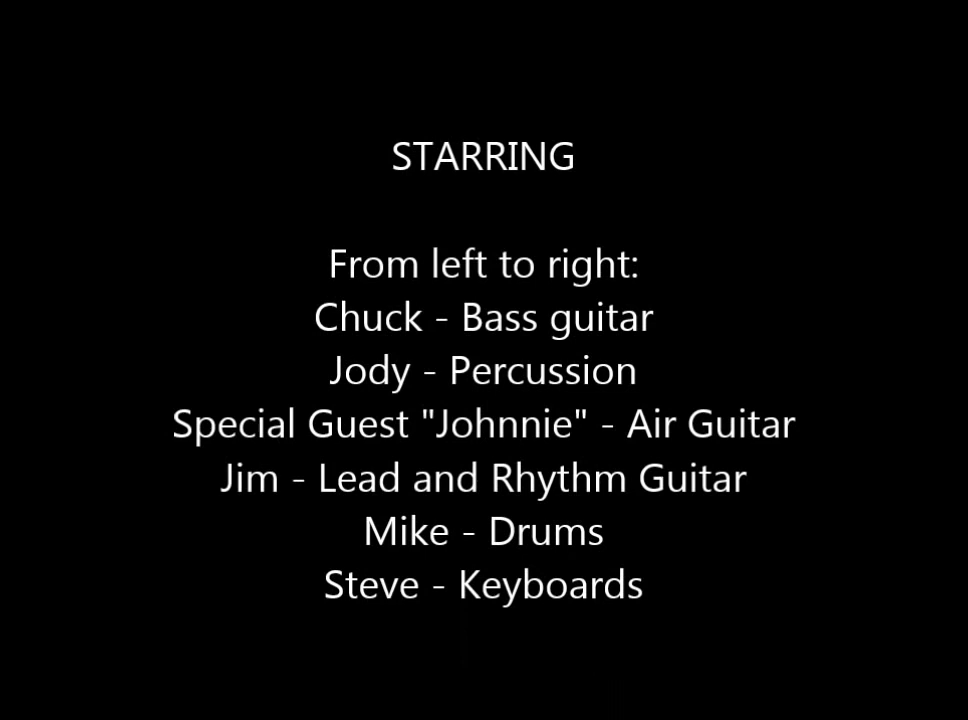 STARRING
From left to right:
Chuck - Bass guitar
Jody - Percussion
Special Guest "Johnnie" - Air Guitar
Jim - Lead and Rhythm Guitar
Mike - Drums
Steve - Keyboards